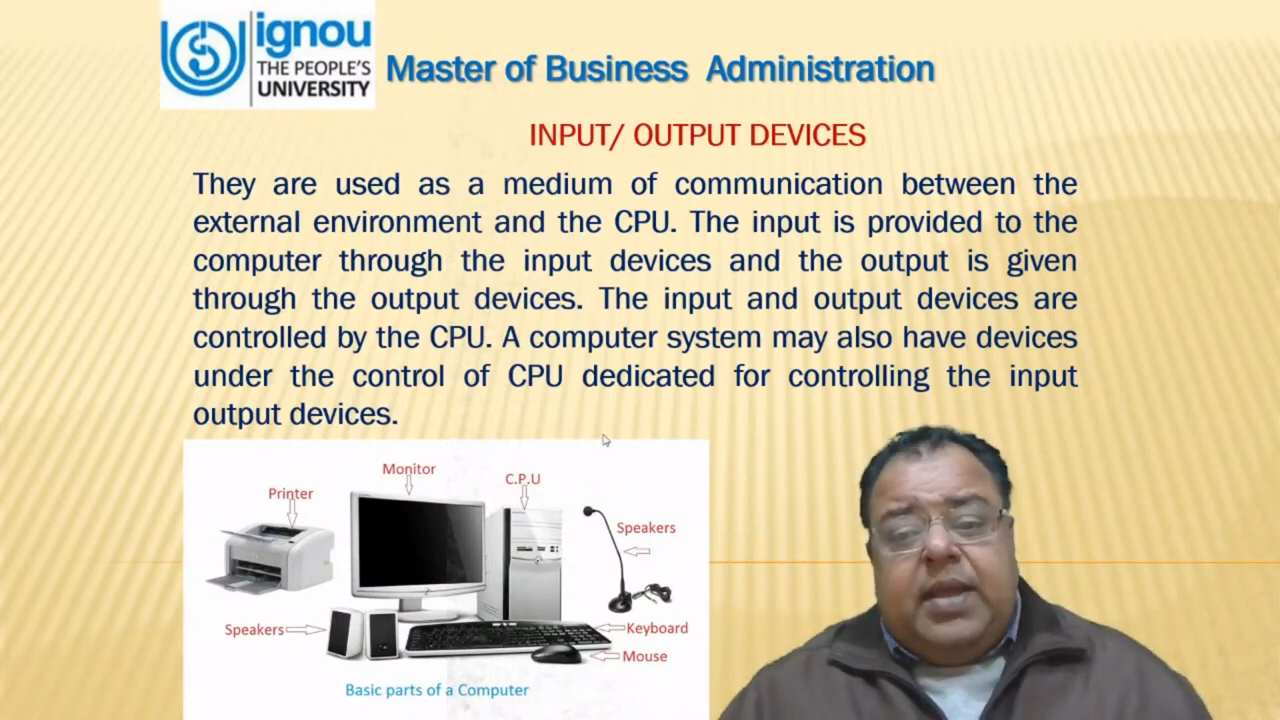 ignou
THE PEOPLE'S
UNIVERSITY
Master of Business Administration
INPUT/ OUTPUT DEVICES
They are used as a medium of communication between the
external environment and the CPU. The input is provided to the
computer through the input devices and the output is given
through the output devices. The input and output devices are
controlled by the CPU. A computer system may also have devices
under the control of CPU dedicated for controlling the input
output devices.
Monitor
C.P.U
Printer
Speakers
Speakers
Keyboard
Mouse
Basic parts of a Computer